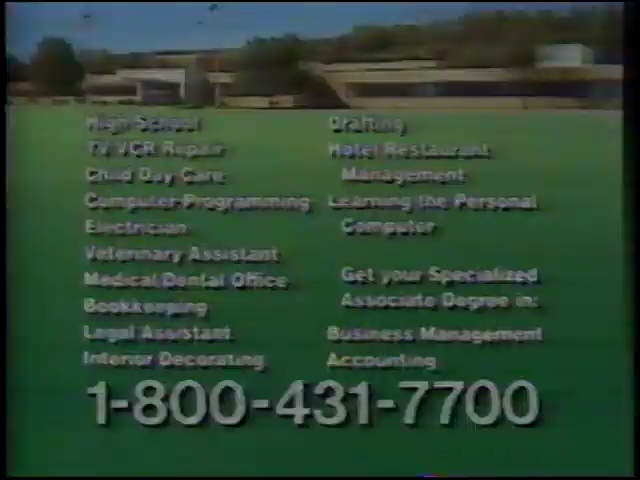 High School
TV VCR Repair
Child Day Care
Computer Programming
Electrician
Veterinary Assistant
Medical/Dental Office
Bookkeeping
Legal Assistant
Interior Decorating
Drafting
Hotel Restaurant
Management
Learning the Personal
Computer
Get your Specialized
Associate Degree in:
Business Management
Accounting
1-800-431-7700